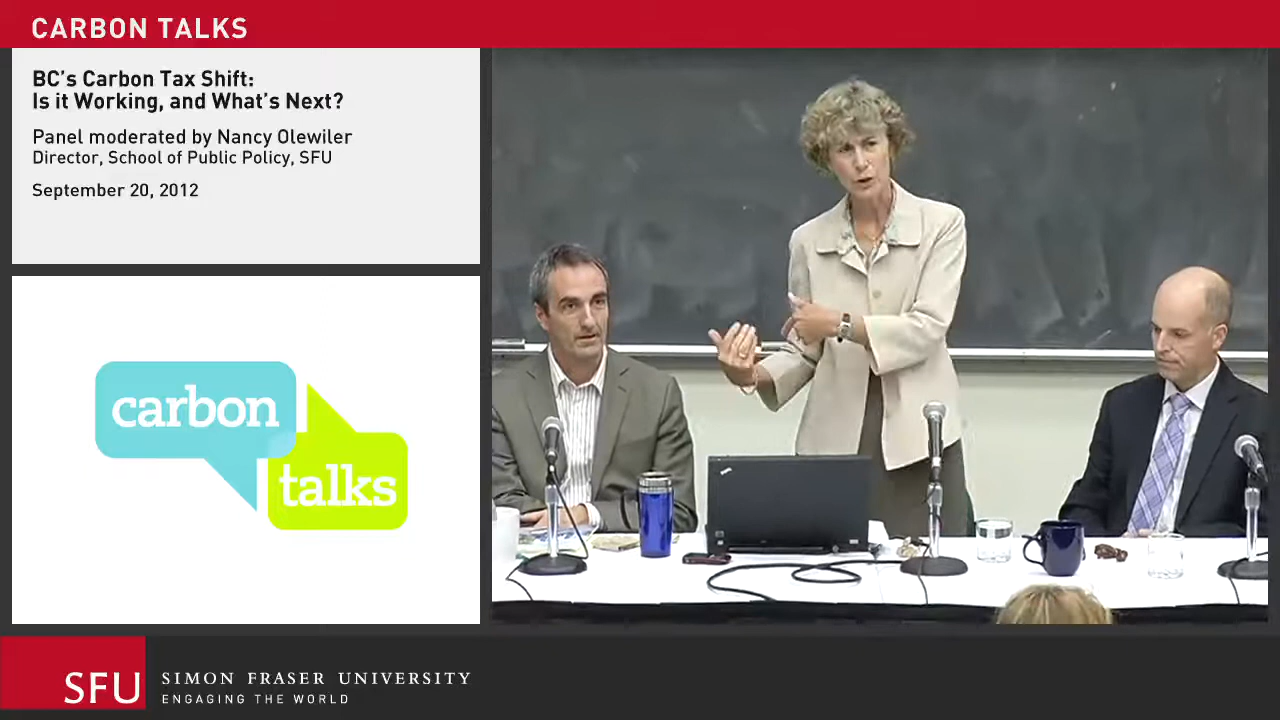 CARBON TALKS
BC's Carbon Tax Shift:
Is it Working, and What's Next?
Panel moderated by Nancy Olewiler
Director, School of Public Policy, SFU
September 20, 2012
carbon
talks
SFU
SIMON FRASER UNIVERSITY
ENGAGING THE WORLD